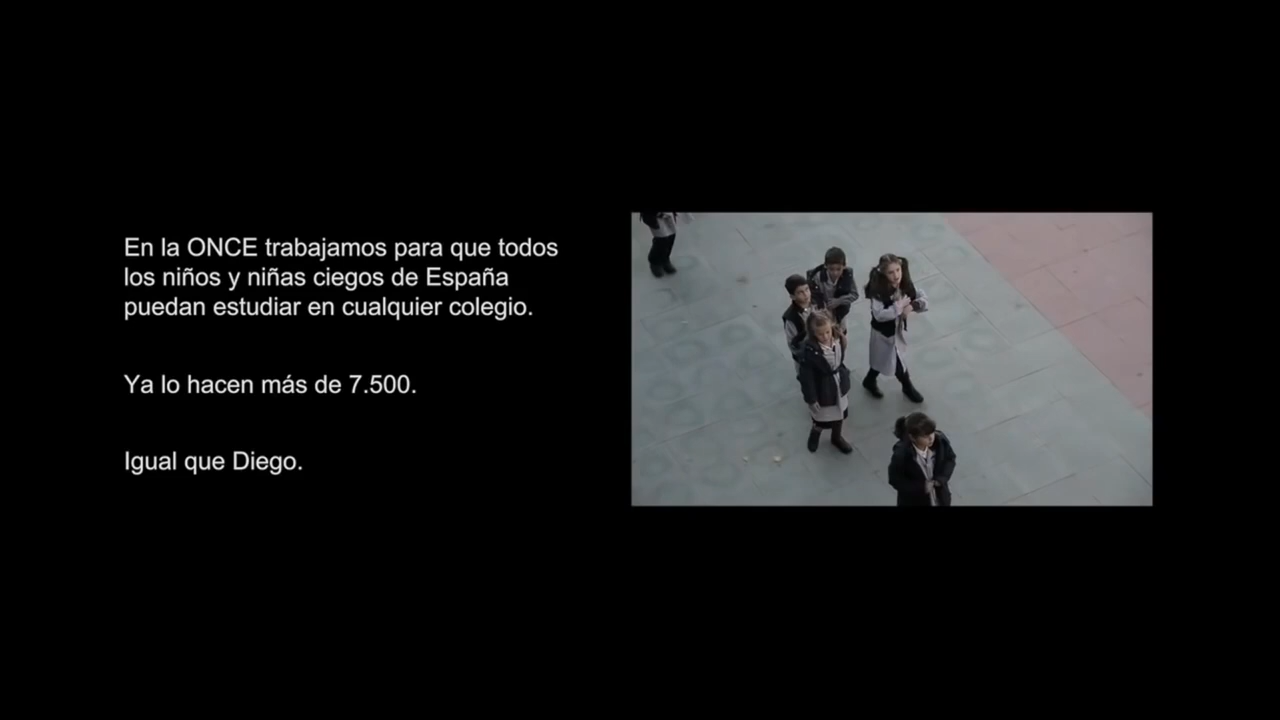 En la ONCE trabajamos para que todos
los niños y niñas ciegos de España
puedan estudiar en cualquier colegio.
Ya lo hacen más de 7.500.
Igual que Diego.